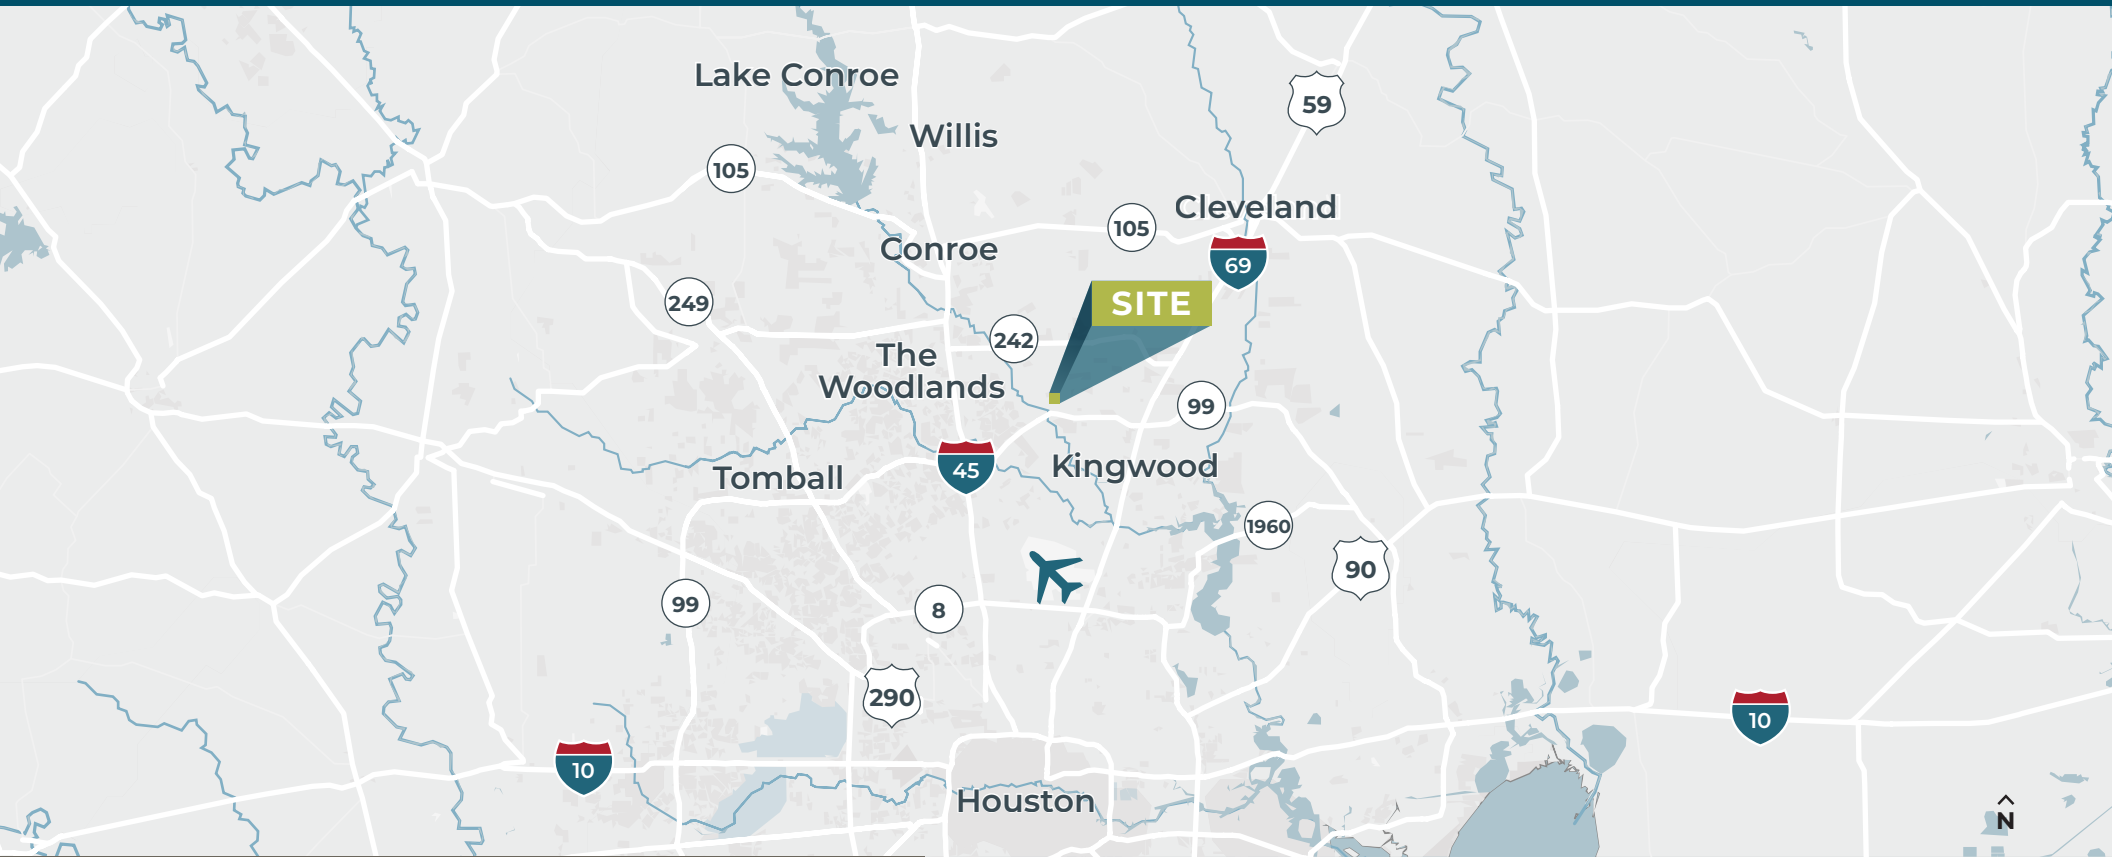 Lake Conroe
59
Willis
105
Cleveland
105
Conroe
69
SITE
249
242
The
Woodlands
99
45
Kingwood
Tomball
1960
90
99
8
290
10
10
Houston
N